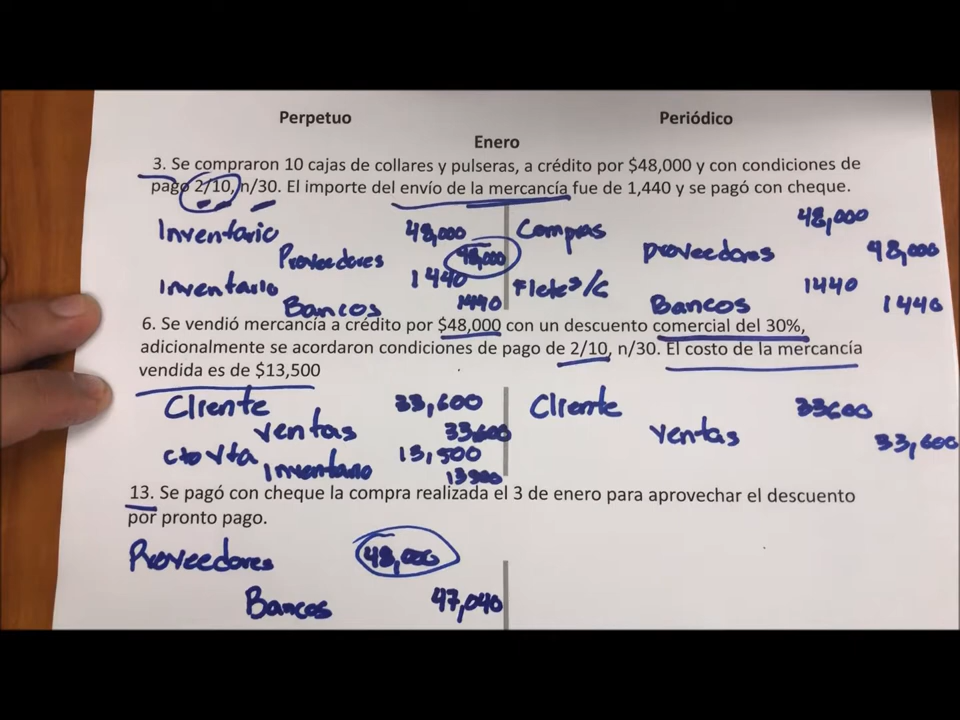 Perpetuo Periódico
Enero
3. Se compraron 10 cajas de collares y pulseras, a crédito por $48,000 y con condiciones de
pago 2/10, n/30. El importe del envío de la mercancía fue de 1,440 y se pagó con cheque.
Inventario 48,000 Compras 48,000
Proveedores 48,000 Proveedores 48,000
Inventario 1440 Fletes/c 1440
Bancos 1440 Bancos 1440
6. Se vendió mercancía a crédito por $48,000 con un descuento comercial del 30%,
adicionalmente se acordaron condiciones de pago de 2/10, n/30. El costo de la mercancía
vendida es de $13,500
Cliente 33,600 Cliente 33600
ventas 33600 ventas 33,600
cto vta 13,500
Inventario 13500
13. Se pagó con cheque la compra realizada el 3 de enero para aprovechar el descuento
por pronto pago.
Proveedores 48,000
Bancos 47,040